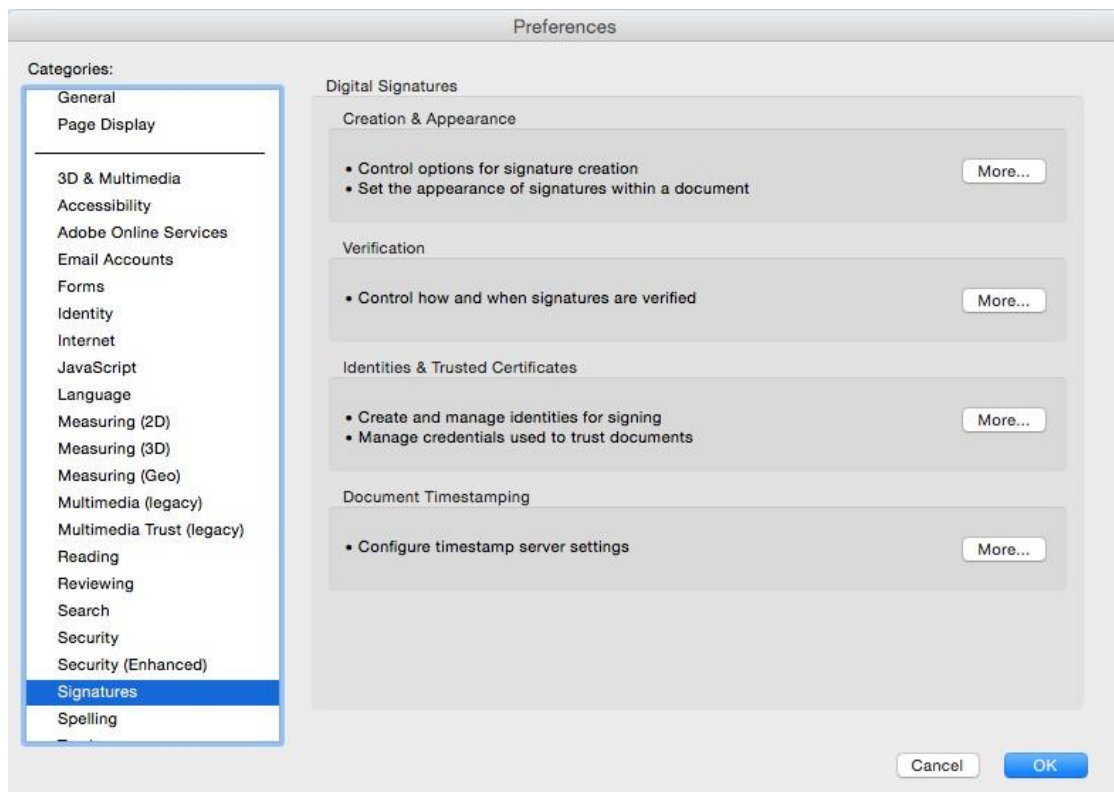 Preferences
Categories:
General
Page Display
3D & Multimedia
Accessibility
Adobe Online Services
Email Accounts
Forms
Identity
Internet
JavaScript
Language
Measuring (2D)
Measuring (3D)
Measuring (Geo)
Multimedia (legacy)
Multimedia Trust (legacy)
Reading
Reviewing
Search
Security
Security (Enhanced)
Signatures
Spelling
Digital Signatures
Creation & Appearance
• Control options for signature creation
• Set the appearance of signatures within a document
More...
Verification
• Control how and when signatures are verified
More...
Identities & Trusted Certificates
• Create and manage identities for signing
• Manage credentials used to trust documents
More...
Document Timestamping
• Configure timestamp server settings
More...
Cancel
OK